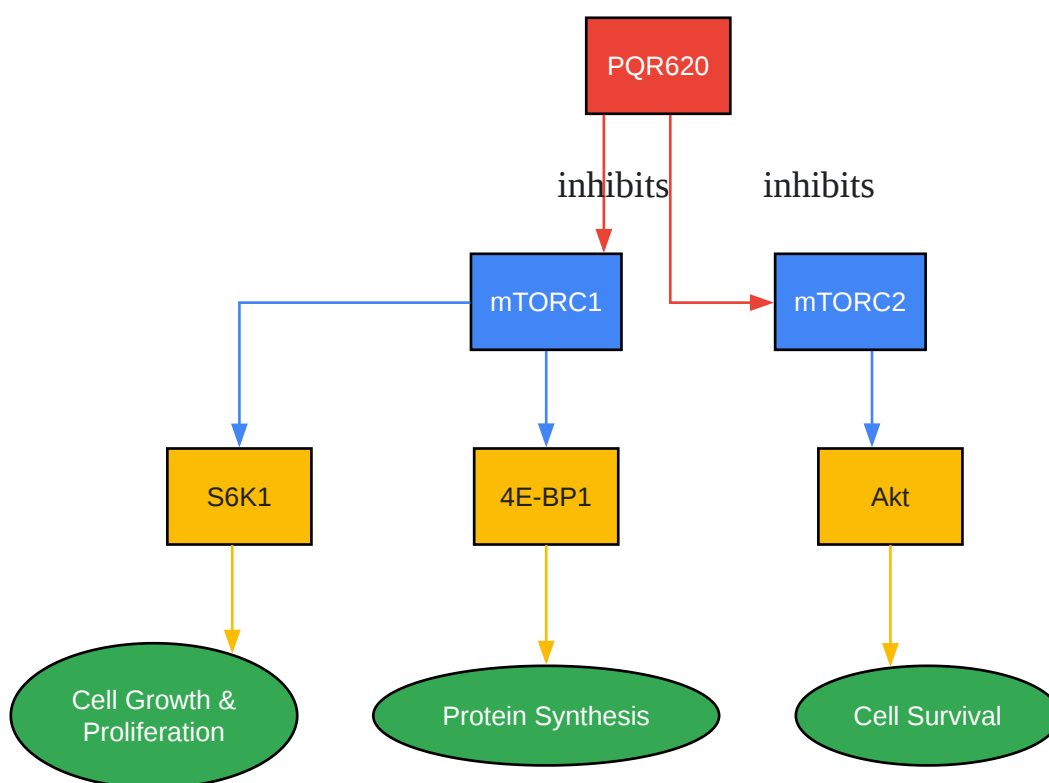 PQR620
inhibits
inhibits
mTORC1
mTORC2
S6K1
4E-BP1
Akt
Cell Growth &
Proliferation
Protein Synthesis
Cell Survival